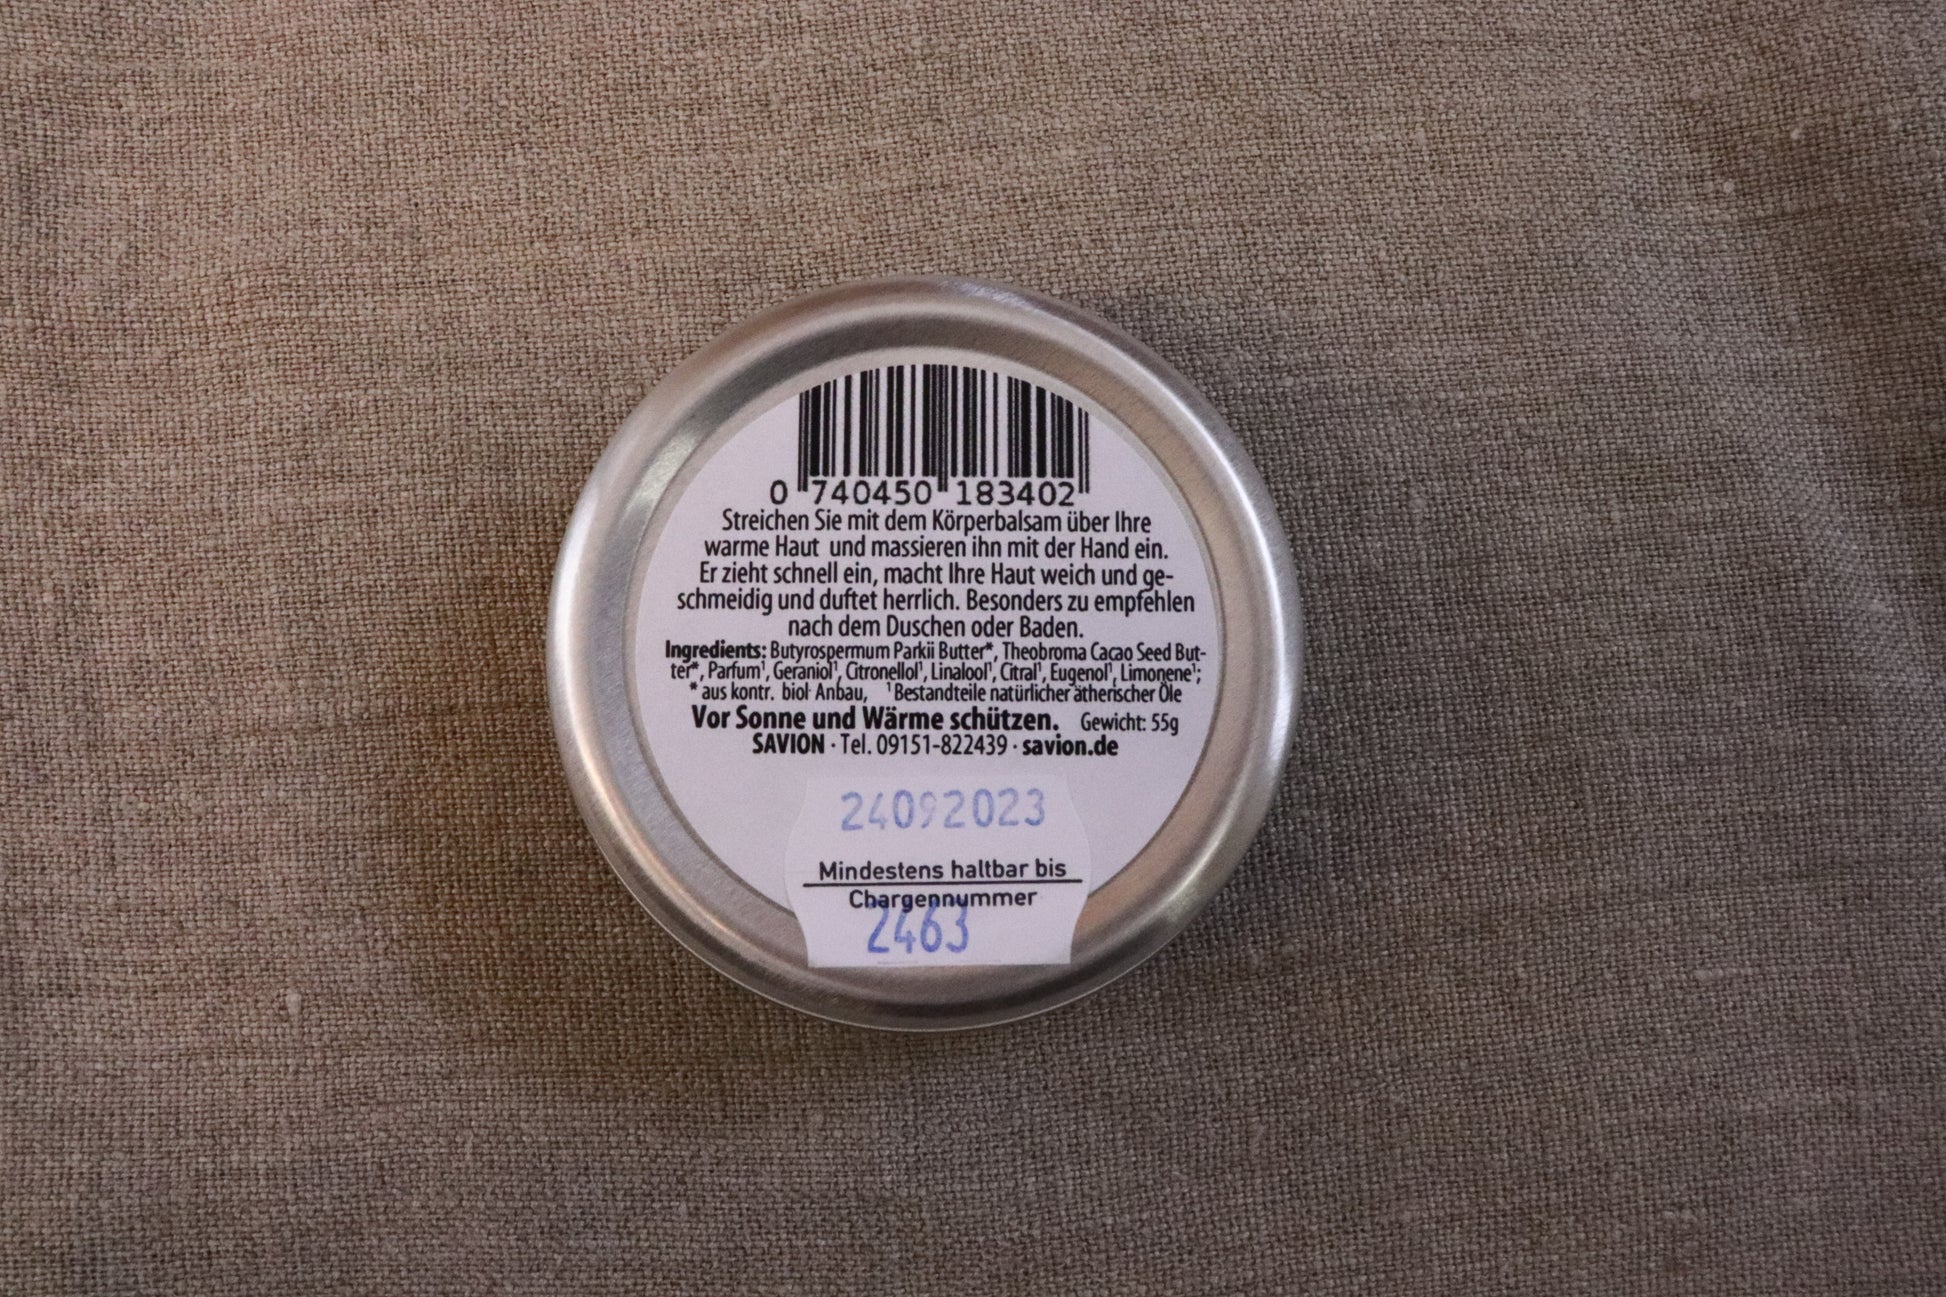 0 740450 183402
Streichen Sie mit dem Körperbalsam über Ihre
warme Haut und massieren ihn mit der Hand ein.
Er zieht schnell ein, macht Ihre Haut weich und ge-
schmeidig und duftet herrlich. Besonders zu empfehlen
nach dem Duschen oder Baden.
Ingredients: Butyrospermum Parkii Butter*, Theobroma Cacao Seed But-
ter*, Parfum¹, Geraniol¹, Citronellol¹, Linalool¹, Citral¹, Eugenol¹, Limonene¹;
* aus kontr. biol. Anbau, ¹ Bestandteile natürlicher ätherischer Öle
Vor Sonne und Wärme schützen. Gewicht: 55g
SAVION · Tel. 09151-822439 · savion.de
24092023
Mindestens haltbar bis
Chargennummer
2463